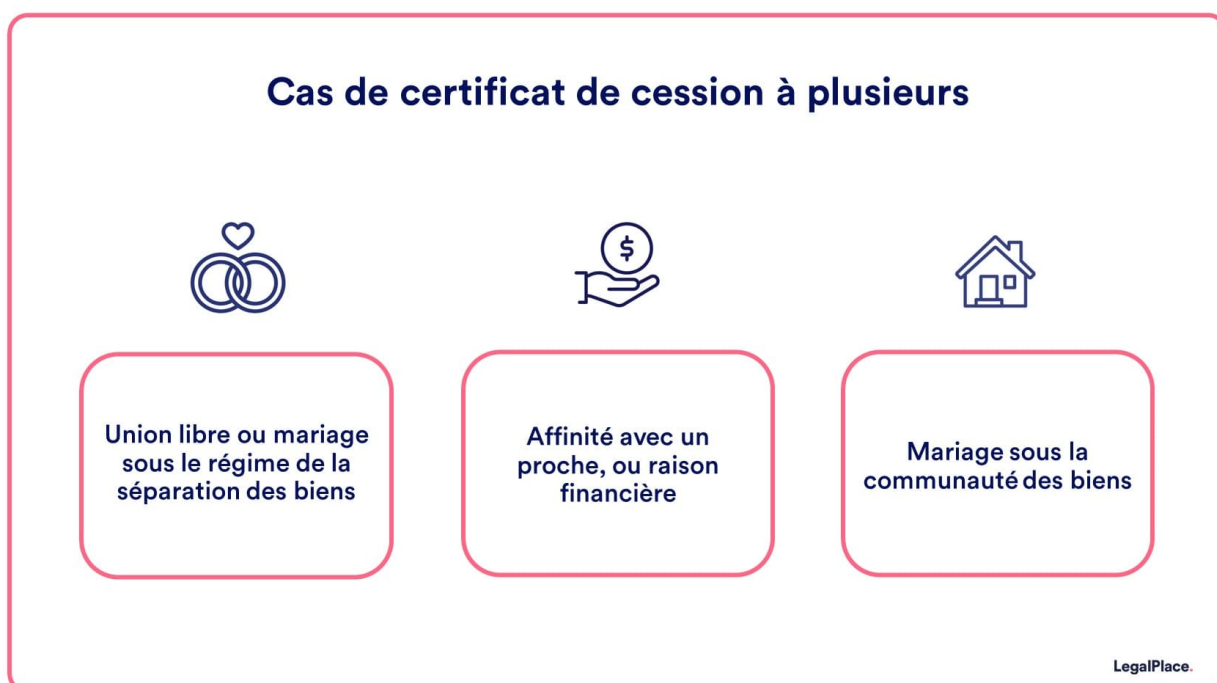 Cas de certificat de cession à plusieurs
$
Union libre ou mariage
sous le régime de la
séparation des biens
Affinité avec un
proche, ou raison
financière
Mariage sous la
communauté des biens
LegalPlace.